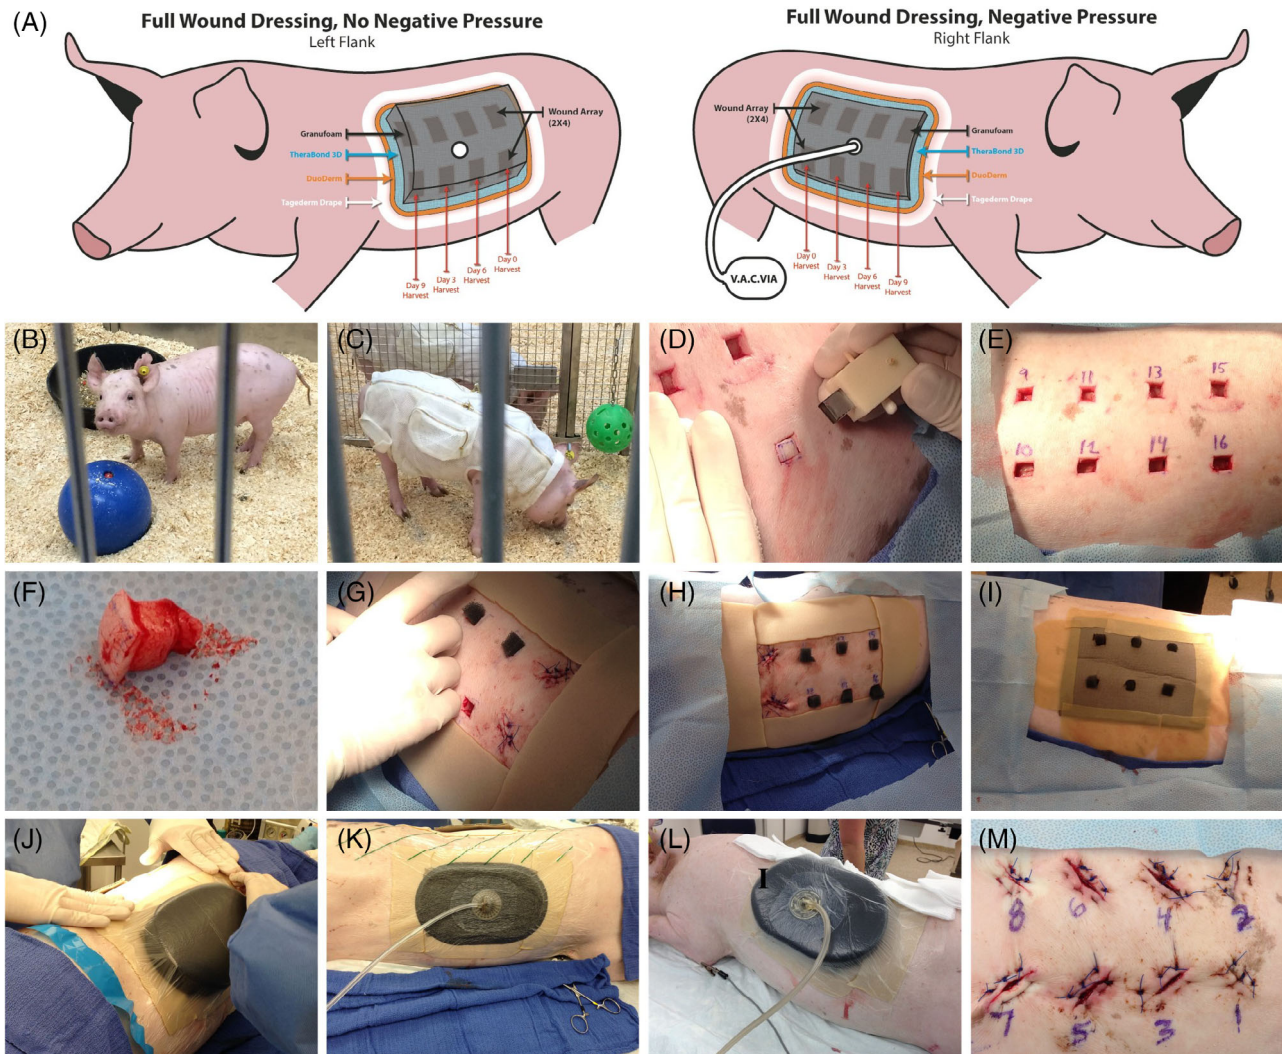 (A)
Full Wound Dressing, No Negative Pressure
Left Flank
Wound Array
(2X4)
Granufoam
TheraBond 3D
DuoDerm
Tagederm Drape
Day 9
Harvest
Day 3
Harvest
Day 6
Harvest
Day 0
Harvest
Full Wound Dressing, Negative Pressure
Right Flank
Wound Array
(2X4)
Granufoam
TheraBond 3D
DuoDerm
Tagederm Drape
Day 0
Harvest
Day 3
Harvest
Day 6
Harvest
Day 9
Harvest
V.A.C.VIA
(B)
(C)
(D)
(E)
9 11 13 15
10 12 14 16
(F)
(G)
(H)
(I)
(J)
(K)
(L)
I
(M)
8 6 4 2
7 5 3 1